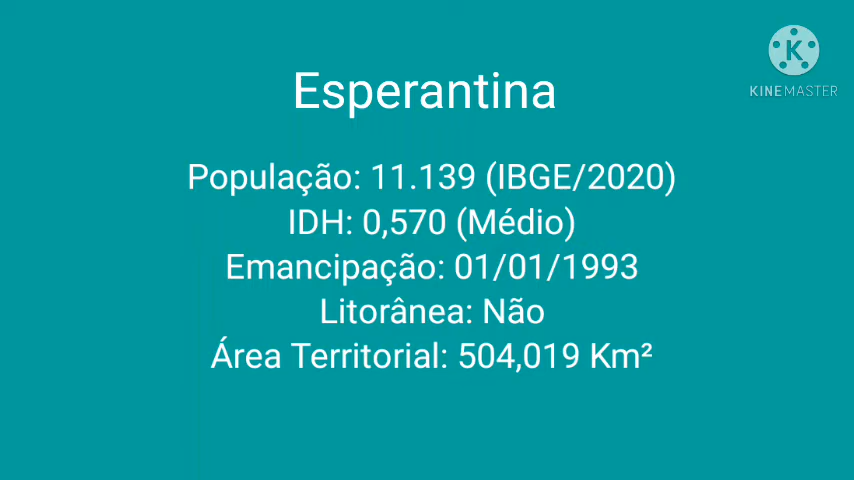 Esperantina
K
KINEMASTER
População: 11.139 (IBGE/2020)
IDH: 0,570 (Médio)
Emancipação: 01/01/1993
Litorânea: Não
Área Territorial: 504,019 Km²